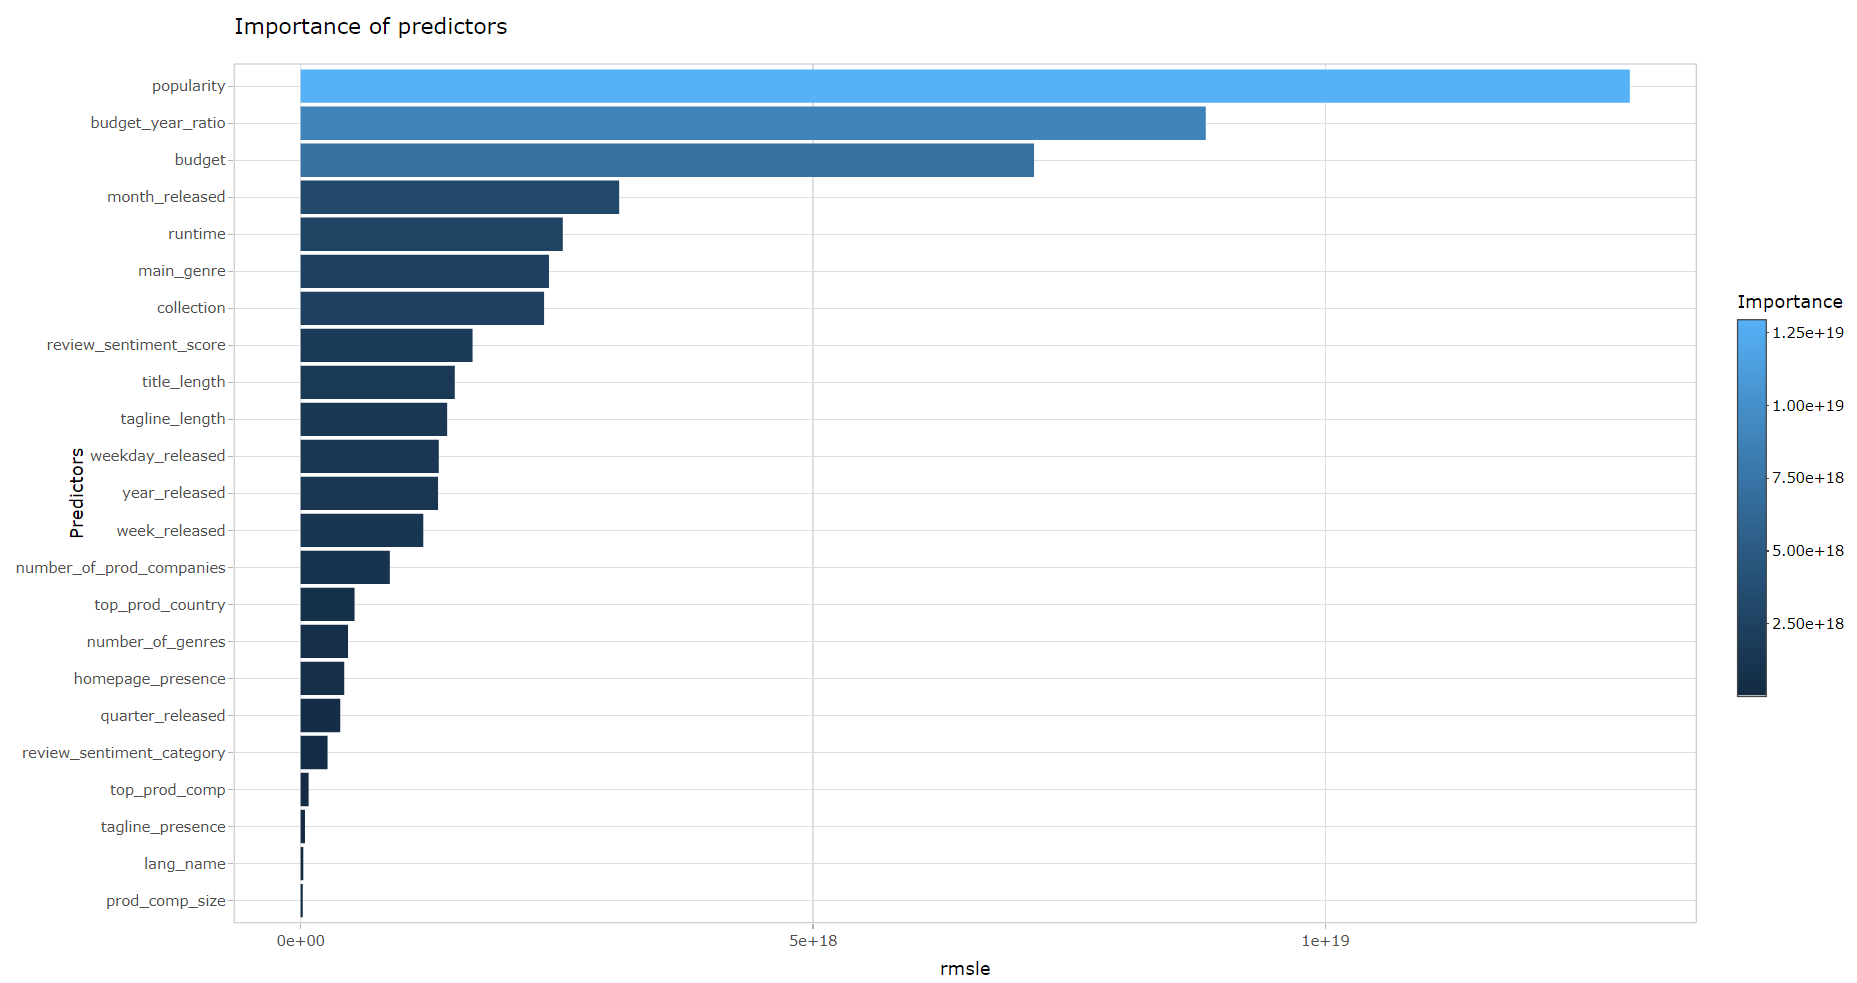 Importance of predictors
popularity
budget_year_ratio
budget
month_released
runtime
main_genre
collection
review_sentiment_score
title_length
tagline_length
weekday_released
year_released
week_released
number_of_prod_companies
top_prod_country
number_of_genres
homepage_presence
quarter_released
review_sentiment_category
top_prod_comp
tagline_presence
lang_name
prod_comp_size
Predictors
0e+00
5e+18
1e+19
rmsle
Importance
1.25e+19
1.00e+19
7.50e+18
5.00e+18
2.50e+18